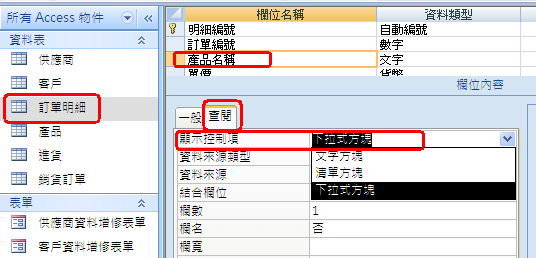 所有 Access 物件
資料表
供應商
客戶
訂單明細
產品
進貨
銷貨訂單
表單
供應商資料增修表單
客戶資料增修表單
欄位名稱 資料類型
明細編號 自動編號
訂單編號 數字
產品名稱 文字
單價 貨幣
欄位內容
一般 查閱
顯示控制項 下拉式方塊
資料來源類型 文字方塊
資料來源 清單方塊
結合欄位 下拉式方塊
欄數 1
欄名 否
欄寬